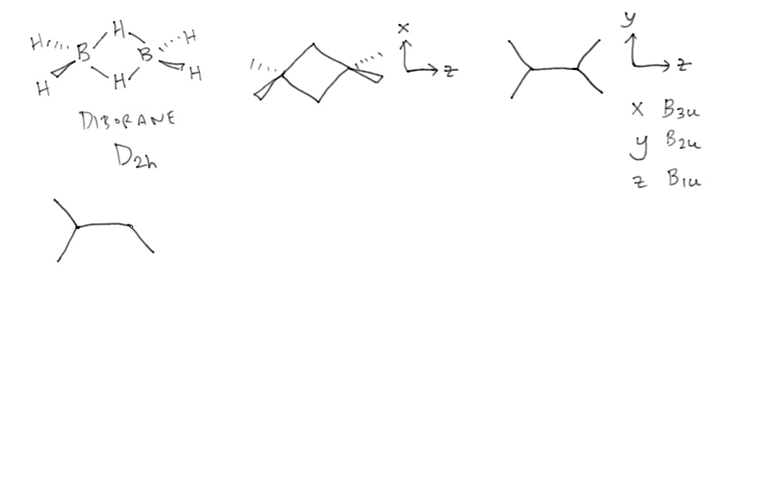 H H H
B B
H H H
DIBORANE
D2h
x
z
y
z
x B3u
y B2u
z B1u